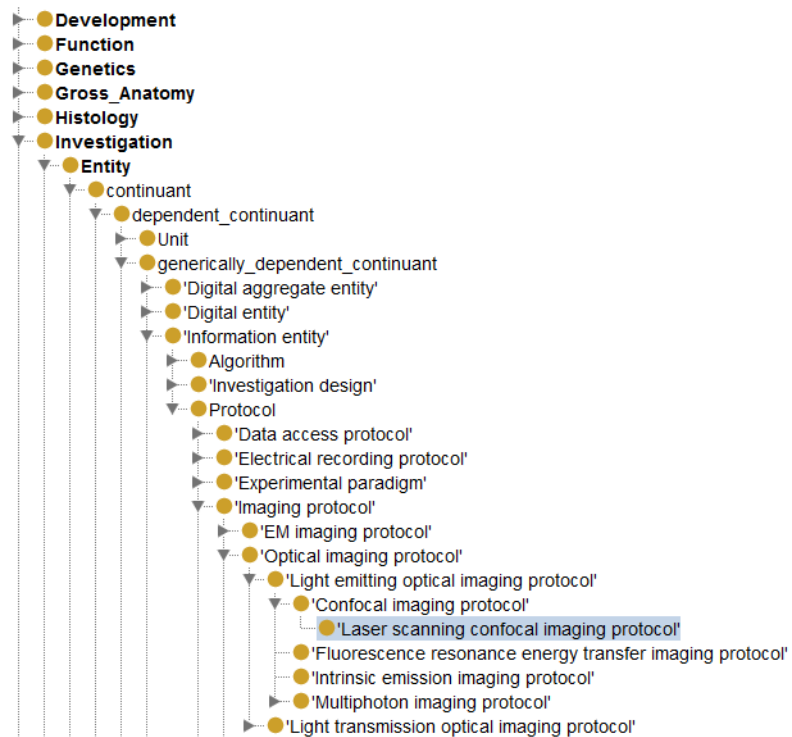 Development
Function
Genetics
Gross_Anatomy
Histology
Investigation
Entity
continuant
dependent_continuant
Unit
generically_dependent_continuant
'Digital aggregate entity'
'Digital entity'
'Information entity'
Algorithm
'Investigation design'
Protocol
'Data access protocol'
'Electrical recording protocol'
'Experimental paradigm'
'Imaging protocol'
'EM imaging protocol'
'Optical imaging protocol'
'Light emitting optical imaging protocol'
'Confocal imaging protocol'
'Laser scanning confocal imaging protocol'
'Fluorescence resonance energy transfer imaging protocol'
'Intrinsic emission imaging protocol'
'Multiphoton imaging protocol'
'Light transmission optical imaging protocol'